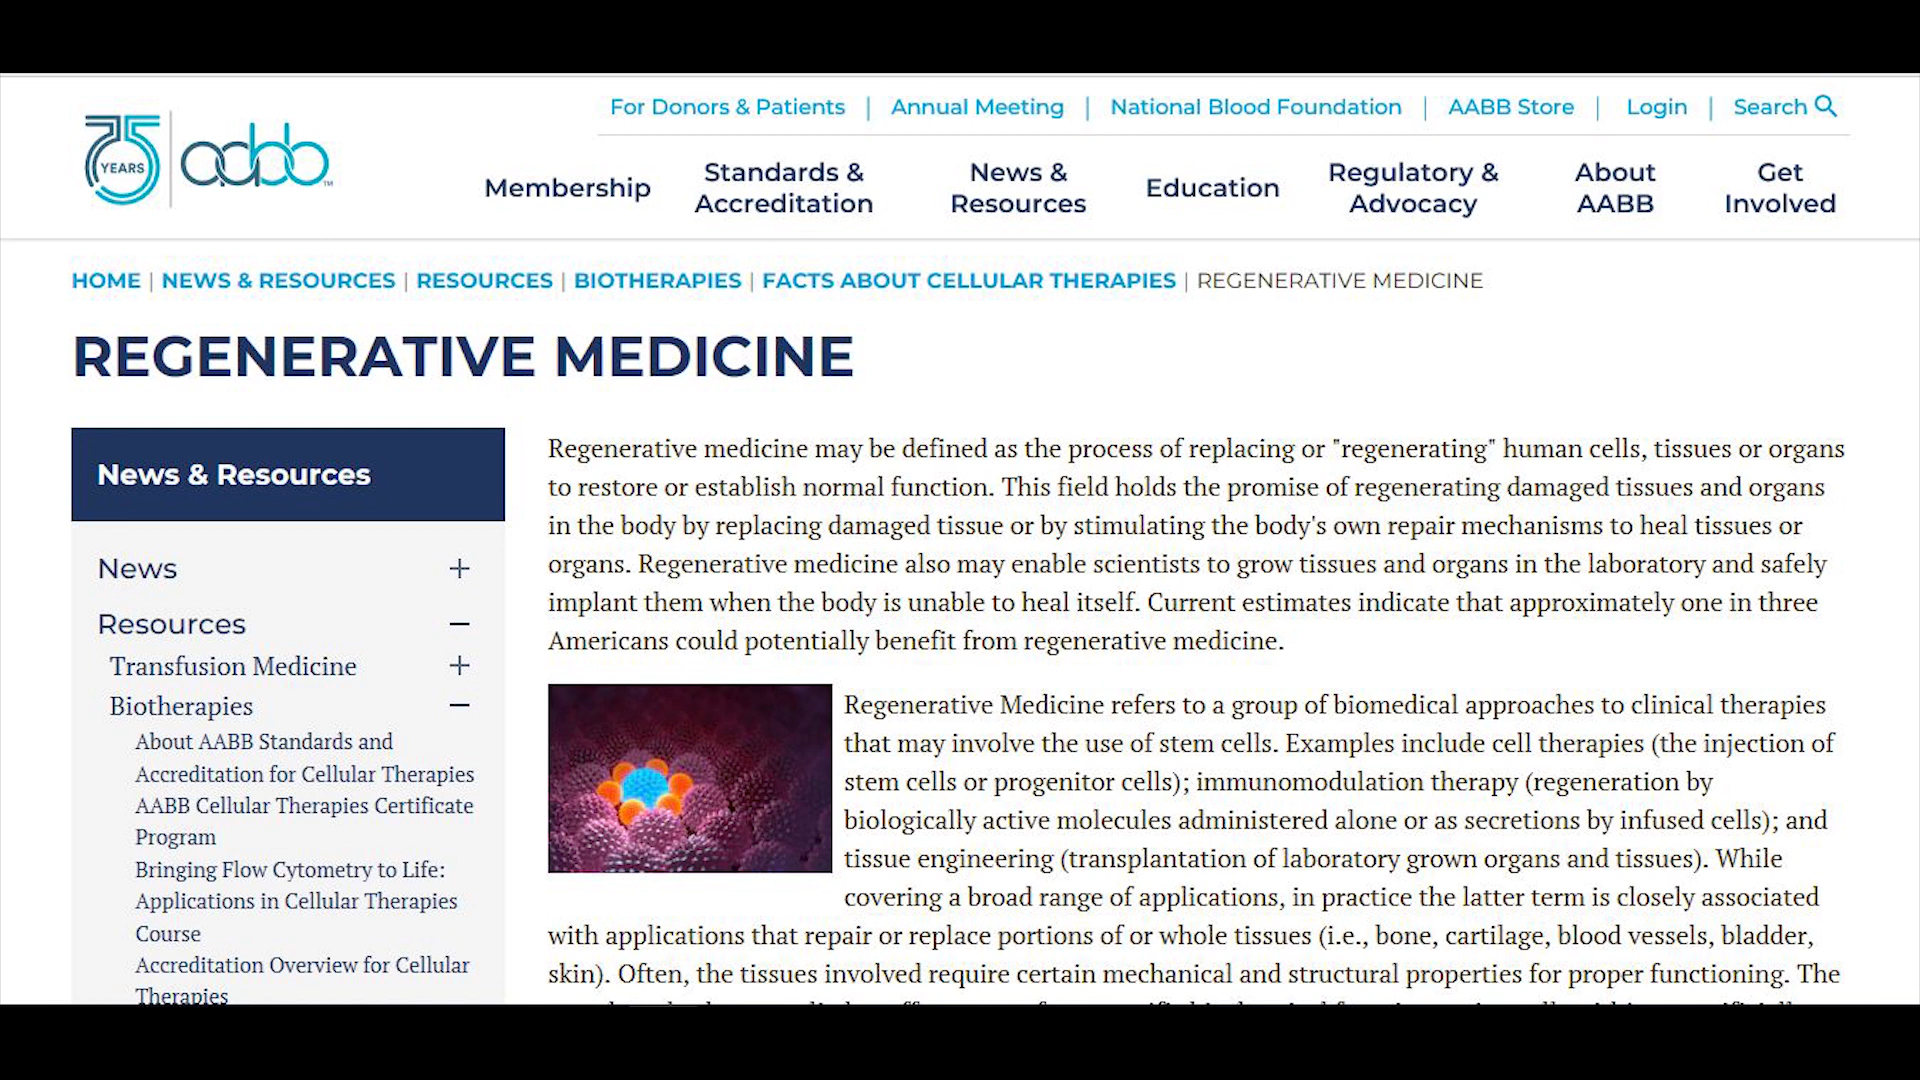 For Donors & Patients | Annual Meeting | National Blood Foundation | AABB Store | Login | Search
75 YEARS aabb™
Membership
Standards & Accreditation
News & Resources
Education
Regulatory & Advocacy
About AABB
Get Involved
HOME | NEWS & RESOURCES | RESOURCES | BIOTHERAPIES | FACTS ABOUT CELLULAR THERAPIES | REGENERATIVE MEDICINE
REGENERATIVE MEDICINE
News & Resources
News +
Resources −
Transfusion Medicine +
Biotherapies −
About AABB Standards and
Accreditation for Cellular Therapies
AABB Cellular Therapies Certificate
Program
Bringing Flow Cytometry to Life:
Applications in Cellular Therapies
Course
Accreditation Overview for Cellular
Therapies
Regenerative medicine may be defined as the process of replacing or "regenerating" human cells, tissues or organs
to restore or establish normal function. This field holds the promise of regenerating damaged tissues and organs
in the body by replacing damaged tissue or by stimulating the body's own repair mechanisms to heal tissues or
organs. Regenerative medicine also may enable scientists to grow tissues and organs in the laboratory and safely
implant them when the body is unable to heal itself. Current estimates indicate that approximately one in three
Americans could potentially benefit from regenerative medicine.
Regenerative Medicine refers to a group of biomedical approaches to clinical therapies
that may involve the use of stem cells. Examples include cell therapies (the injection of
stem cells or progenitor cells); immunomodulation therapy (regeneration by
biologically active molecules administered alone or as secretions by infused cells); and
tissue engineering (transplantation of laboratory grown organs and tissues). While
covering a broad range of applications, in practice the latter term is closely associated
with applications that repair or replace portions of or whole tissues (i.e., bone, cartilage, blood vessels, bladder,
skin). Often, the tissues involved require certain mechanical and structural properties for proper functioning. The